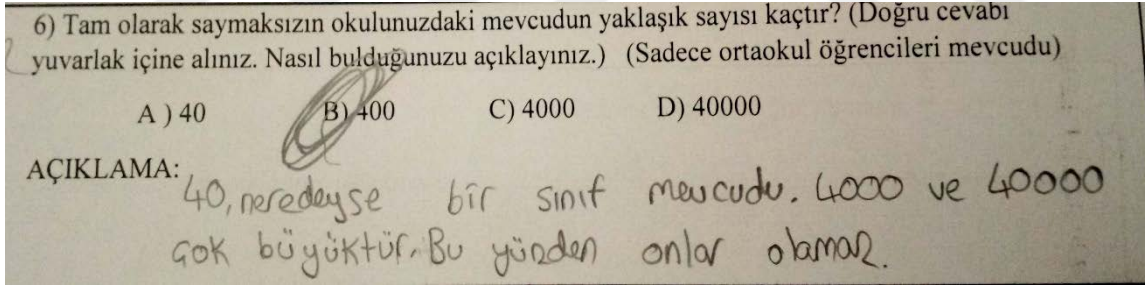 6) Tam olarak saymaksızın okulunuzdaki mevcudun yaklaşık sayısı kaçtır? (Doğru cevabı
yuvarlak içine alınız. Nasıl bulduğunuzu açıklayınız.) (Sadece ortaokul öğrencileri mevcudu)
A ) 40 B) 400 C) 4000 D) 40000
AÇIKLAMA:
40, neredeyse bir sınıf mevcudu. 4000 ve 40000
çok büyüktür. Bu yünden onlar olamaz.